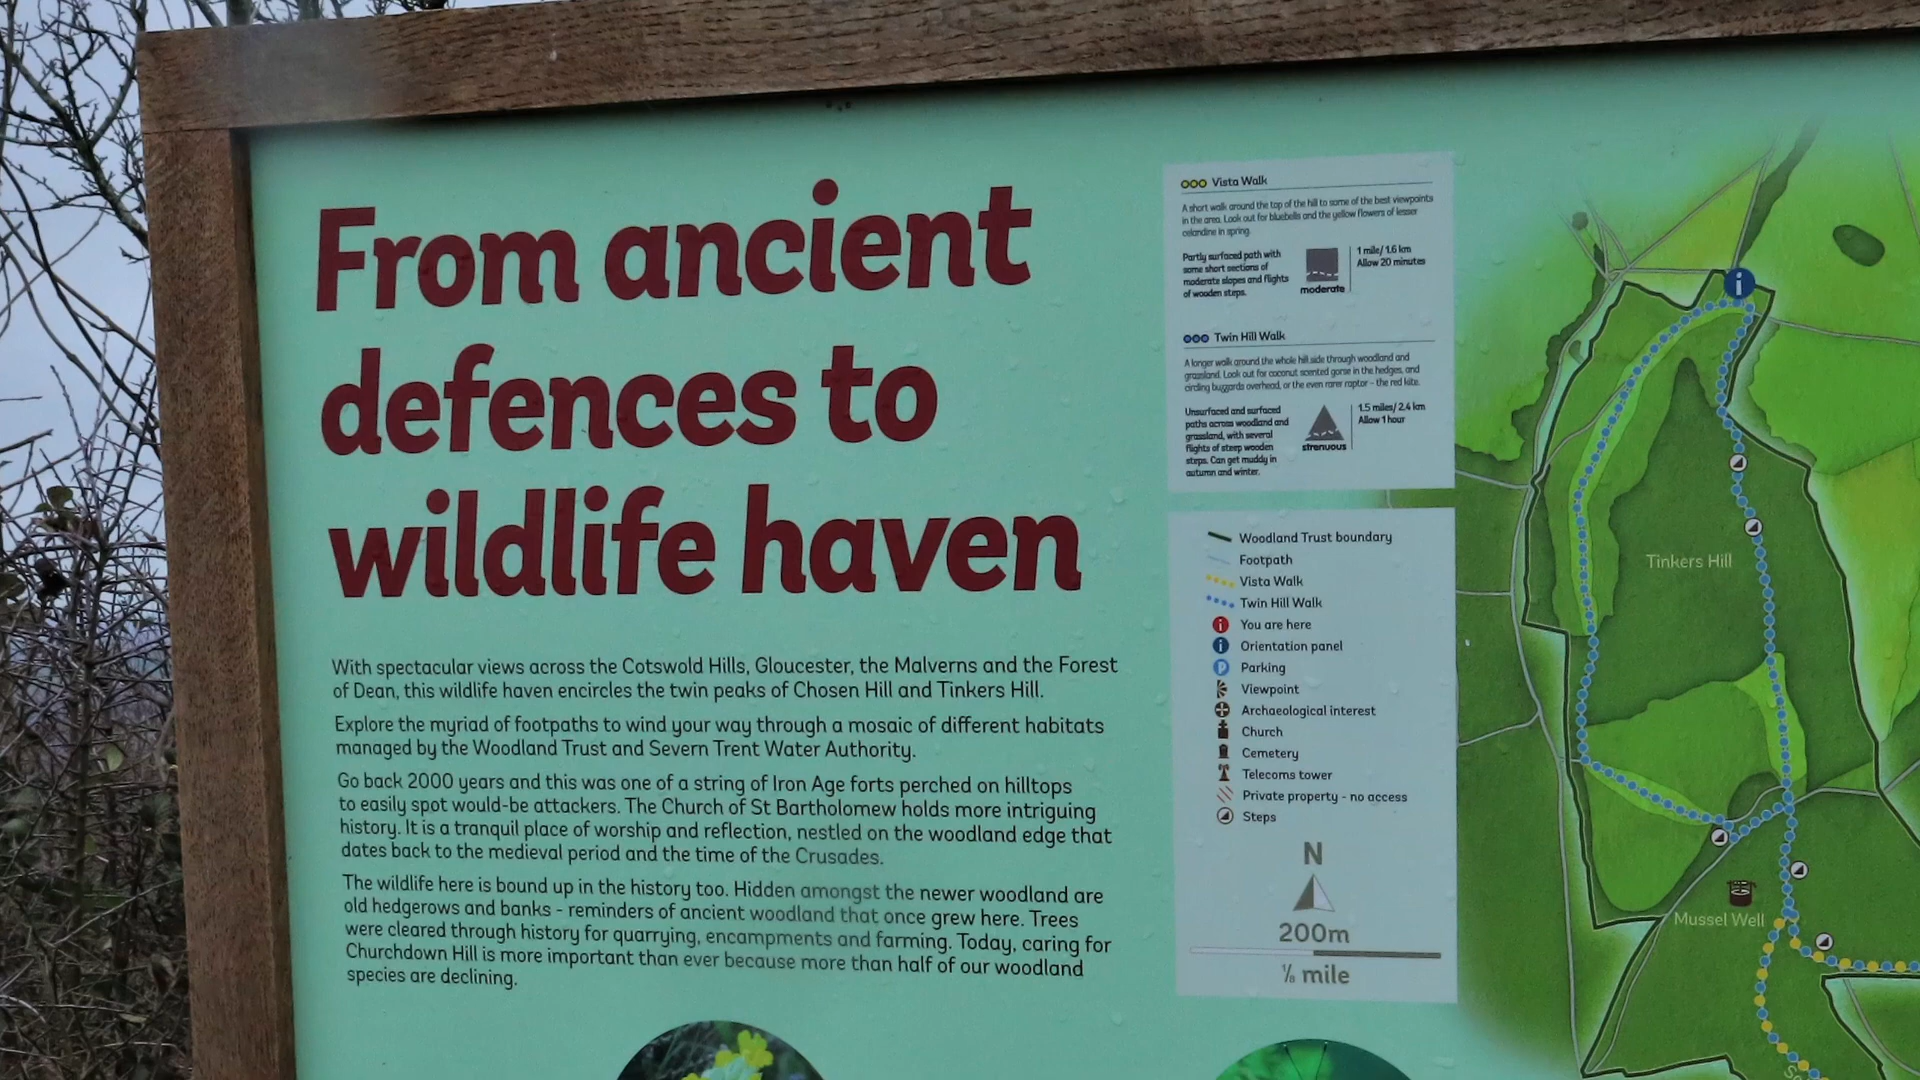 From ancient
defences to
wildlife haven
With spectacular views across the Cotswold Hills, Gloucester, the Malverns and the Forest
of Dean, this wildlife haven encircles the twin peaks of Chosen Hill and Tinkers Hill.
Explore the myriad of footpaths to wind your way through a mosaic of different habitats
managed by the Woodland Trust and Severn Trent Water Authority.
Go back 2000 years and this was one of a string of Iron Age forts perched on hilltops
to easily spot would-be attackers. The Church of St Bartholomew holds more intriguing
history. It is a tranquil place of worship and reflection, nestled on the woodland edge that
dates back to the medieval period and the time of the Crusades.
The wildlife here is bound up in the history too. Hidden amongst the newer woodland are
old hedgerows and banks - reminders of ancient woodland that once grew here. Trees
were cleared through history for quarrying, encampments and farming. Today, caring for
Churchdown Hill is more important than ever because more than half of our woodland
species are declining.
Vista Walk
A short walk around the top of the hill to some of the best viewpoints
in the area. Look out for bluebells and the yellow flowers of lesser
celandine in spring.
Partly surfaced path with
some short sections of
moderate slopes and flights
of wooden steps.
moderate
1 mile/ 1.6 km
Allow 20 minutes
Twin Hill Walk
A longer walk around the whole hillside through woodland and
grassland. Look out for coconut scented gorse in the hedges, and
circling buzzards overhead, or the even rarer raptor - the red kite.
Unsurfaced and surfaced
paths across woodland and
grassland, with several
flights of steep wooden
steps. Can get muddy in
autumn and winter.
strenuous
1.5 miles/ 2.4 km
Allow 1 hour
Woodland Trust boundary
Footpath
Vista Walk
Twin Hill Walk
i You are here
i Orientation panel
P Parking
Viewpoint
Archaeological interest
Church
Cemetery
Telecoms tower
Private property - no access
Steps
N
200m
⅛ mile
i
Tinkers Hill
Mussel Well